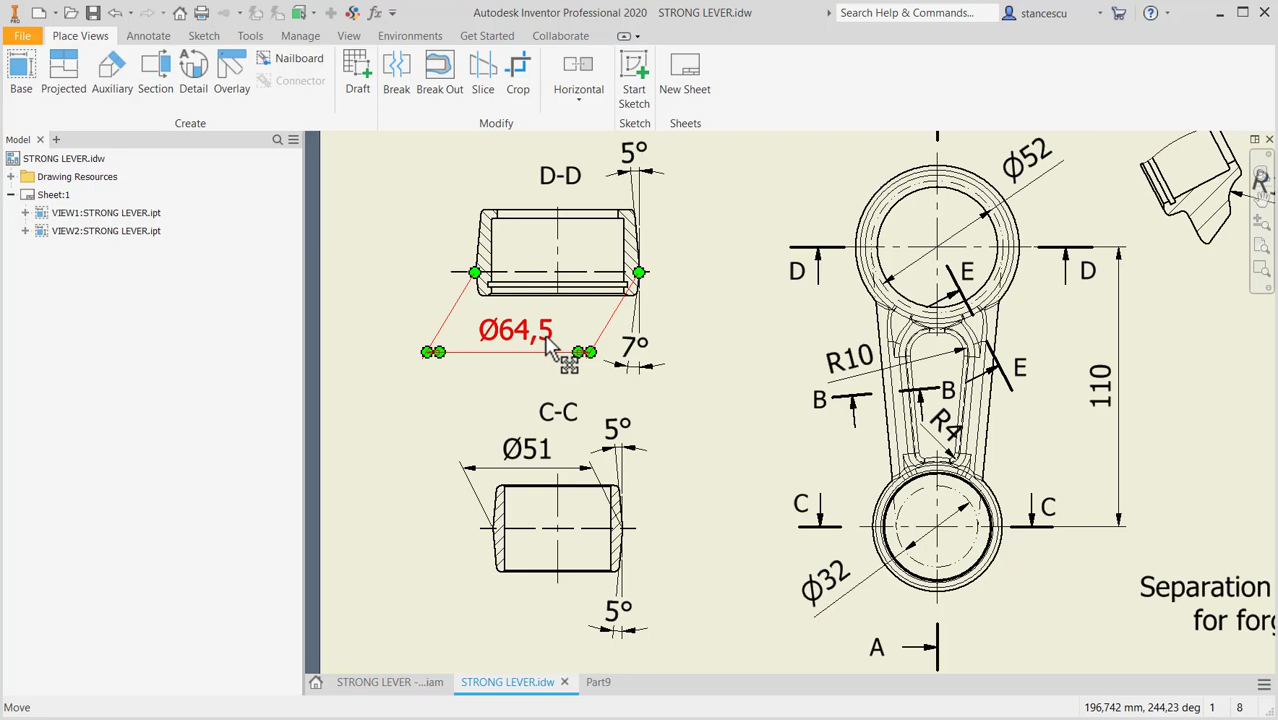 PRO
fx
Autodesk Inventor Professional 2020 STRONG LEVER.idw
Search Help & Commands...
stancescu
File Place Views Annotate Sketch Tools Manage View Environments Get Started Collaborate
Base Projected Auxiliary Section Detail Overlay
Nailboard
Connector
Draft
Break Break Out Slice Crop
Horizontal
Start Sketch
New Sheet
Create Modify Sketch Sheets
Model
STRONG LEVER.idw
Drawing Resources
Sheet:1
VIEW1:STRONG LEVER.ipt
VIEW2:STRONG LEVER.ipt
5°
D-D
Ø64,5
7°
C-C
5°
Ø51
5°
Ø52
D D
E
R10
E
B B
R4
110
C C
Ø32
A
R
Separation
for forg
STRONG LEVER -...iam STRONG LEVER.idw Part9
Move
196,742 mm, 244,23 deg 1 8